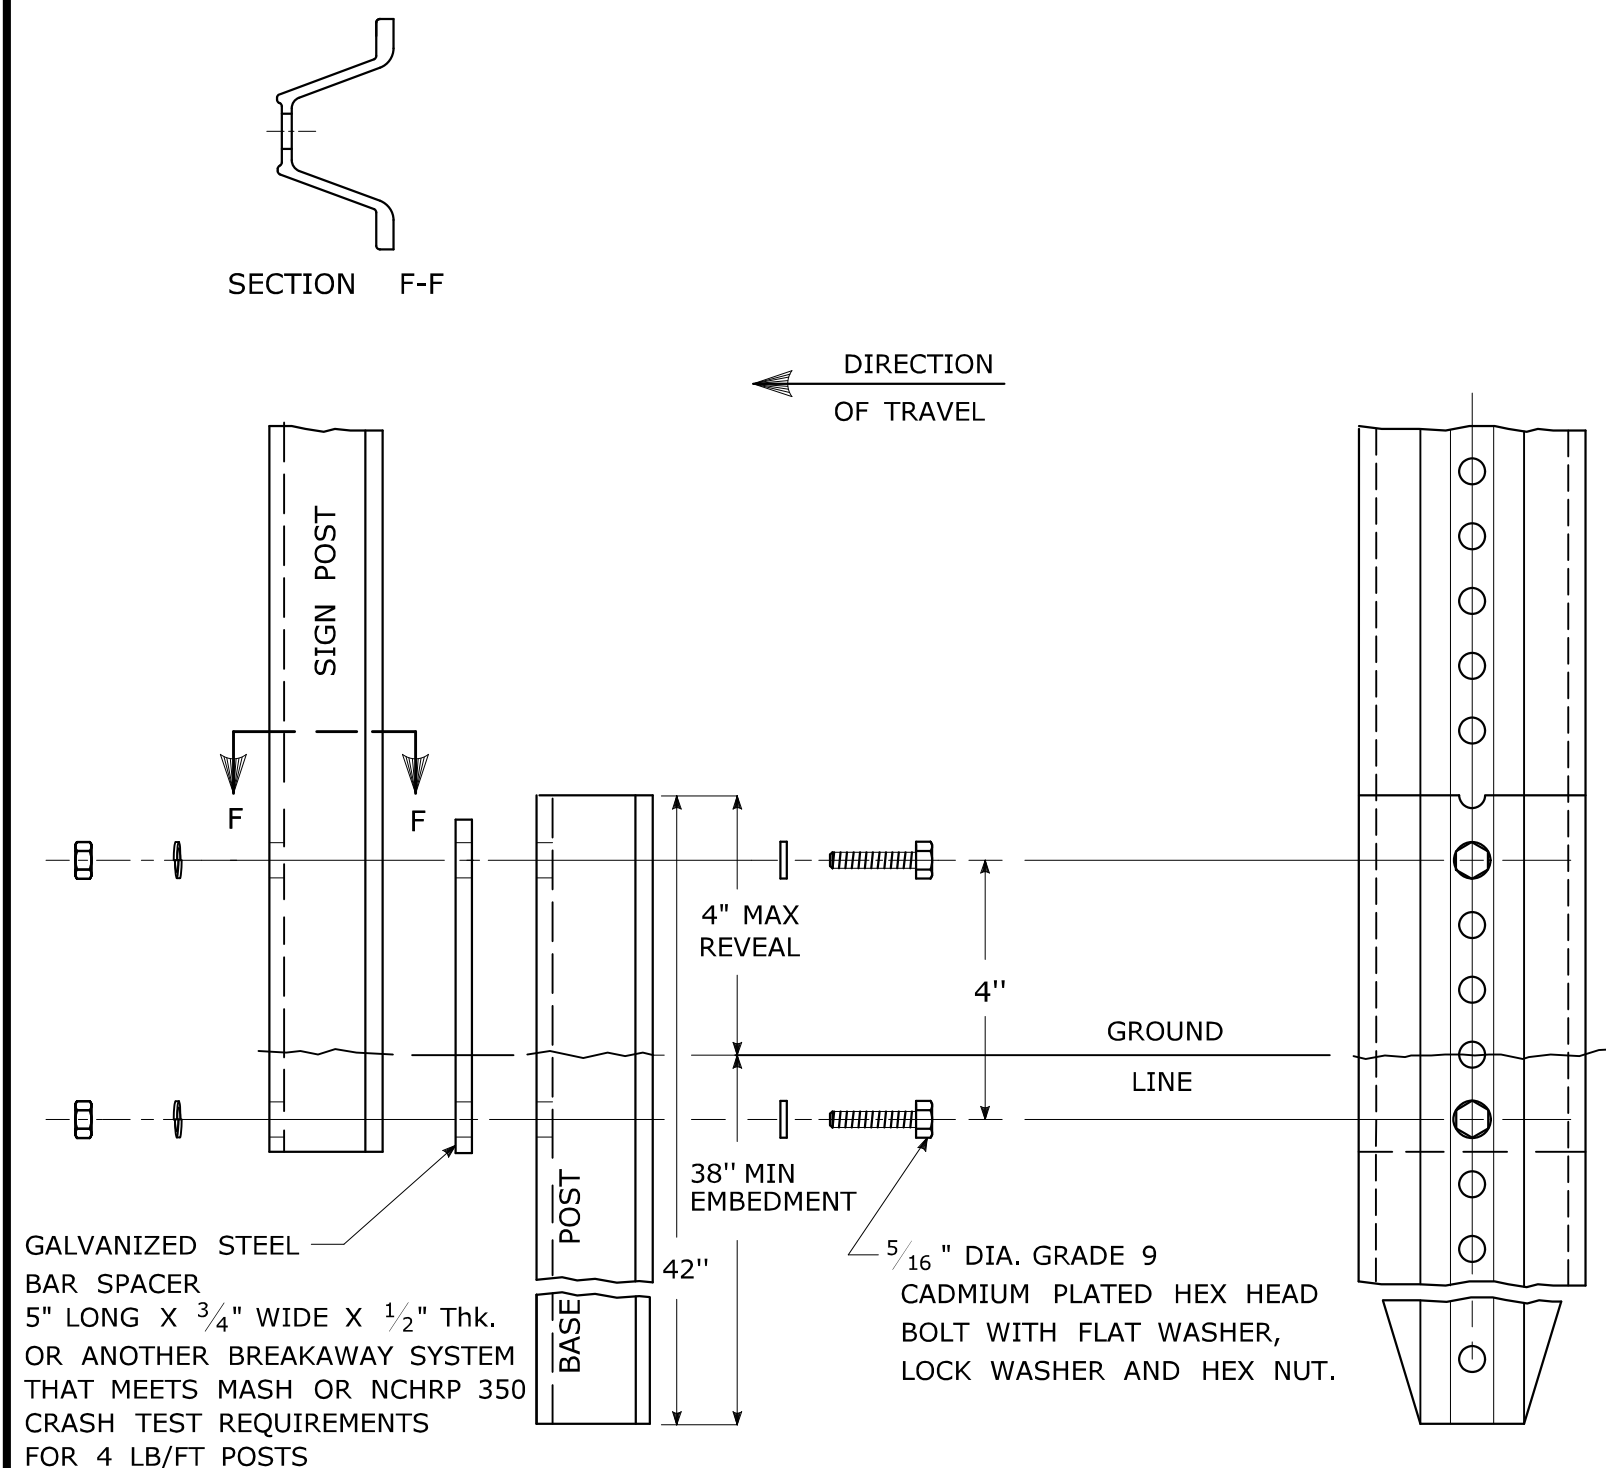 SECTION F-F
DIRECTION
OF TRAVEL
SIGN POST
F
F
4" MAX
REVEAL
4''
GROUND
LINE
38'' MIN
EMBEDMENT
42''
BASE POST
GALVANIZED STEEL
BAR SPACER
5" LONG X 3/4" WIDE X 1/2" Thk.
OR ANOTHER BREAKAWAY SYSTEM
THAT MEETS MASH OR NCHRP 350
CRASH TEST REQUIREMENTS
FOR 4 LB/FT POSTS
5/16 " DIA. GRADE 9
CADMIUM PLATED HEX HEAD
BOLT WITH FLAT WASHER,
LOCK WASHER AND HEX NUT.